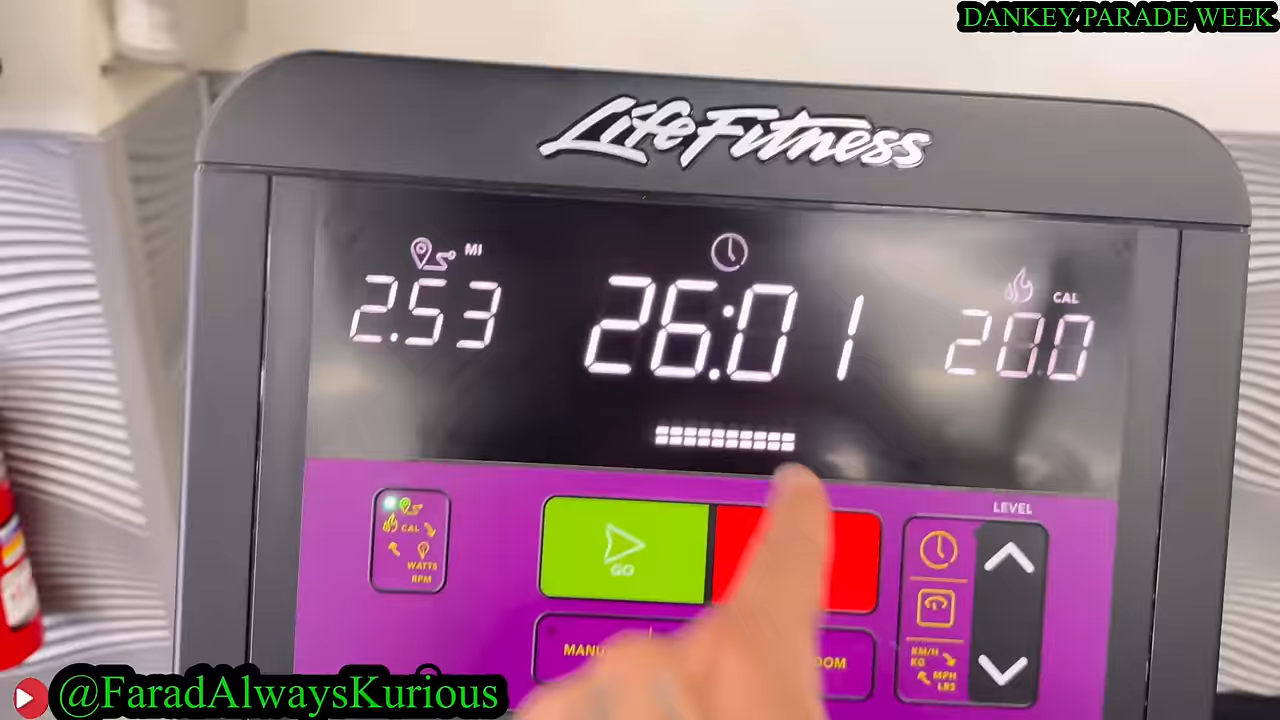 DANKEY PARADE WEEK
LifeFitness
MI
2.53
26:01
CAL
200
LEVEL
CAL
WATTS
RPM
GO
KM/H
KG
MPH
LBS
@FaradAlwaysKurious